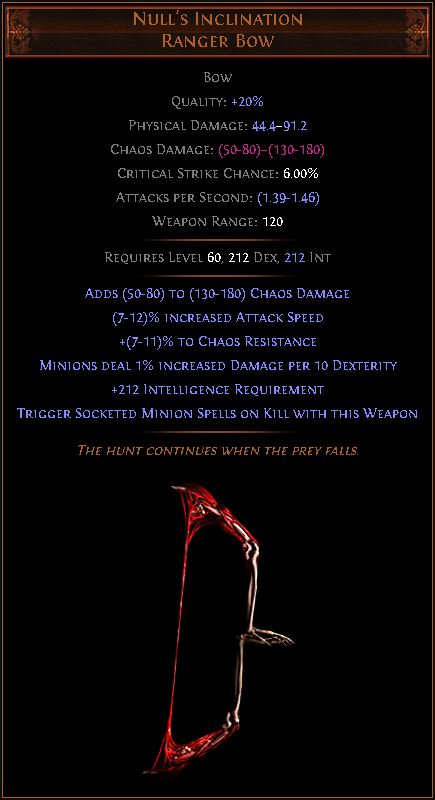 Null's Inclination
Ranger Bow
Bow
Quality: +20%
Physical Damage: 44.4–91.2
Chaos Damage: (50-80)–(130-180)
Critical Strike Chance: 6.00%
Attacks per Second: (1.39-1.46)
Weapon Range: 120
Requires Level 60, 212 Dex, 212 Int
Adds (50-80) to (130-180) Chaos Damage
(7-12)% increased Attack Speed
+(7-11)% to Chaos Resistance
Minions deal 1% increased Damage per 10 Dexterity
+212 Intelligence Requirement
Trigger Socketed Minion Spells on Kill with this Weapon
The hunt continues when the prey falls.